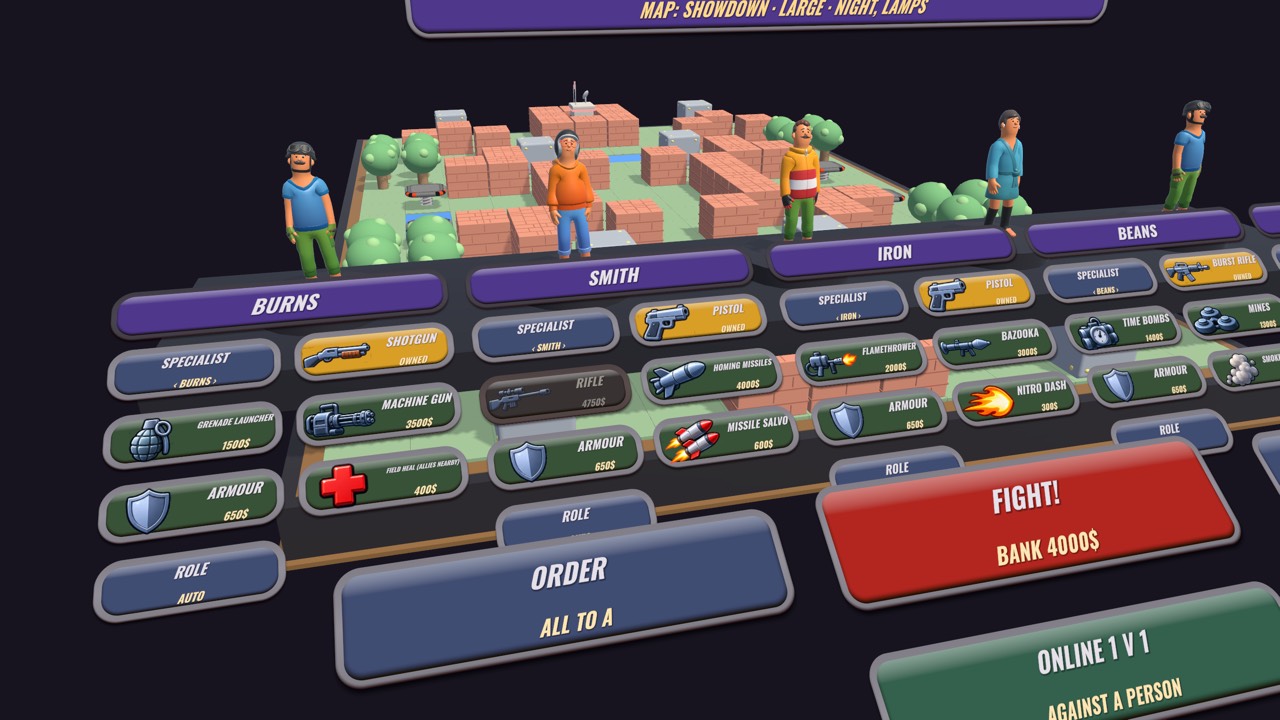 MAP: SHOWDOWN · LARGE · NIGHT, LAMPS
BURNS
SPECIALIST
‹ BURNS ›
SHOTGUN
OWNED
GRENADE LAUNCHER
1500$
MACHINE GUN
3500$
ARMOUR
650$
FIELD HEAL (ALLIES NEARBY)
400$
ROLE
AUTO
SMITH
SPECIALIST
‹ SMITH ›
PISTOL
OWNED
RIFLE
4750$
HOMING MISSILES
4000$
ARMOUR
650$
MISSILE SALVO
600$
ROLE
IRON
SPECIALIST
‹ IRON ›
PISTOL
OWNED
FLAMETHROWER
2000$
BAZOOKA
3000$
ARMOUR
650$
NITRO DASH
300$
ROLE
BEANS
SPECIALIST
‹ BEANS ›
BURST RIFLE
OWNED
TIME BOMBS
1400$
MINES
1300$
ARMOUR
650$
ROLE
ORDER
ALL TO A
FIGHT!
BANK 4000$
ONLINE 1 V 1
AGAINST A PERSON